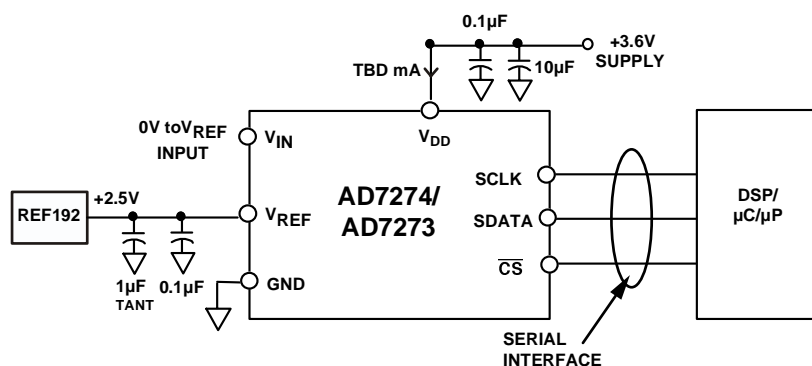 0.1µF
+3.6V
SUPPLY
TBD mA
10µF
0V toVREF
INPUT
VIN
VDD
AD7274/
AD7273
SCLK
SDATA
CS
DSP/
µC/µP
REF192
+2.5V
VREF
1µF
TANT
0.1µF
GND
SERIAL
INTERFACE